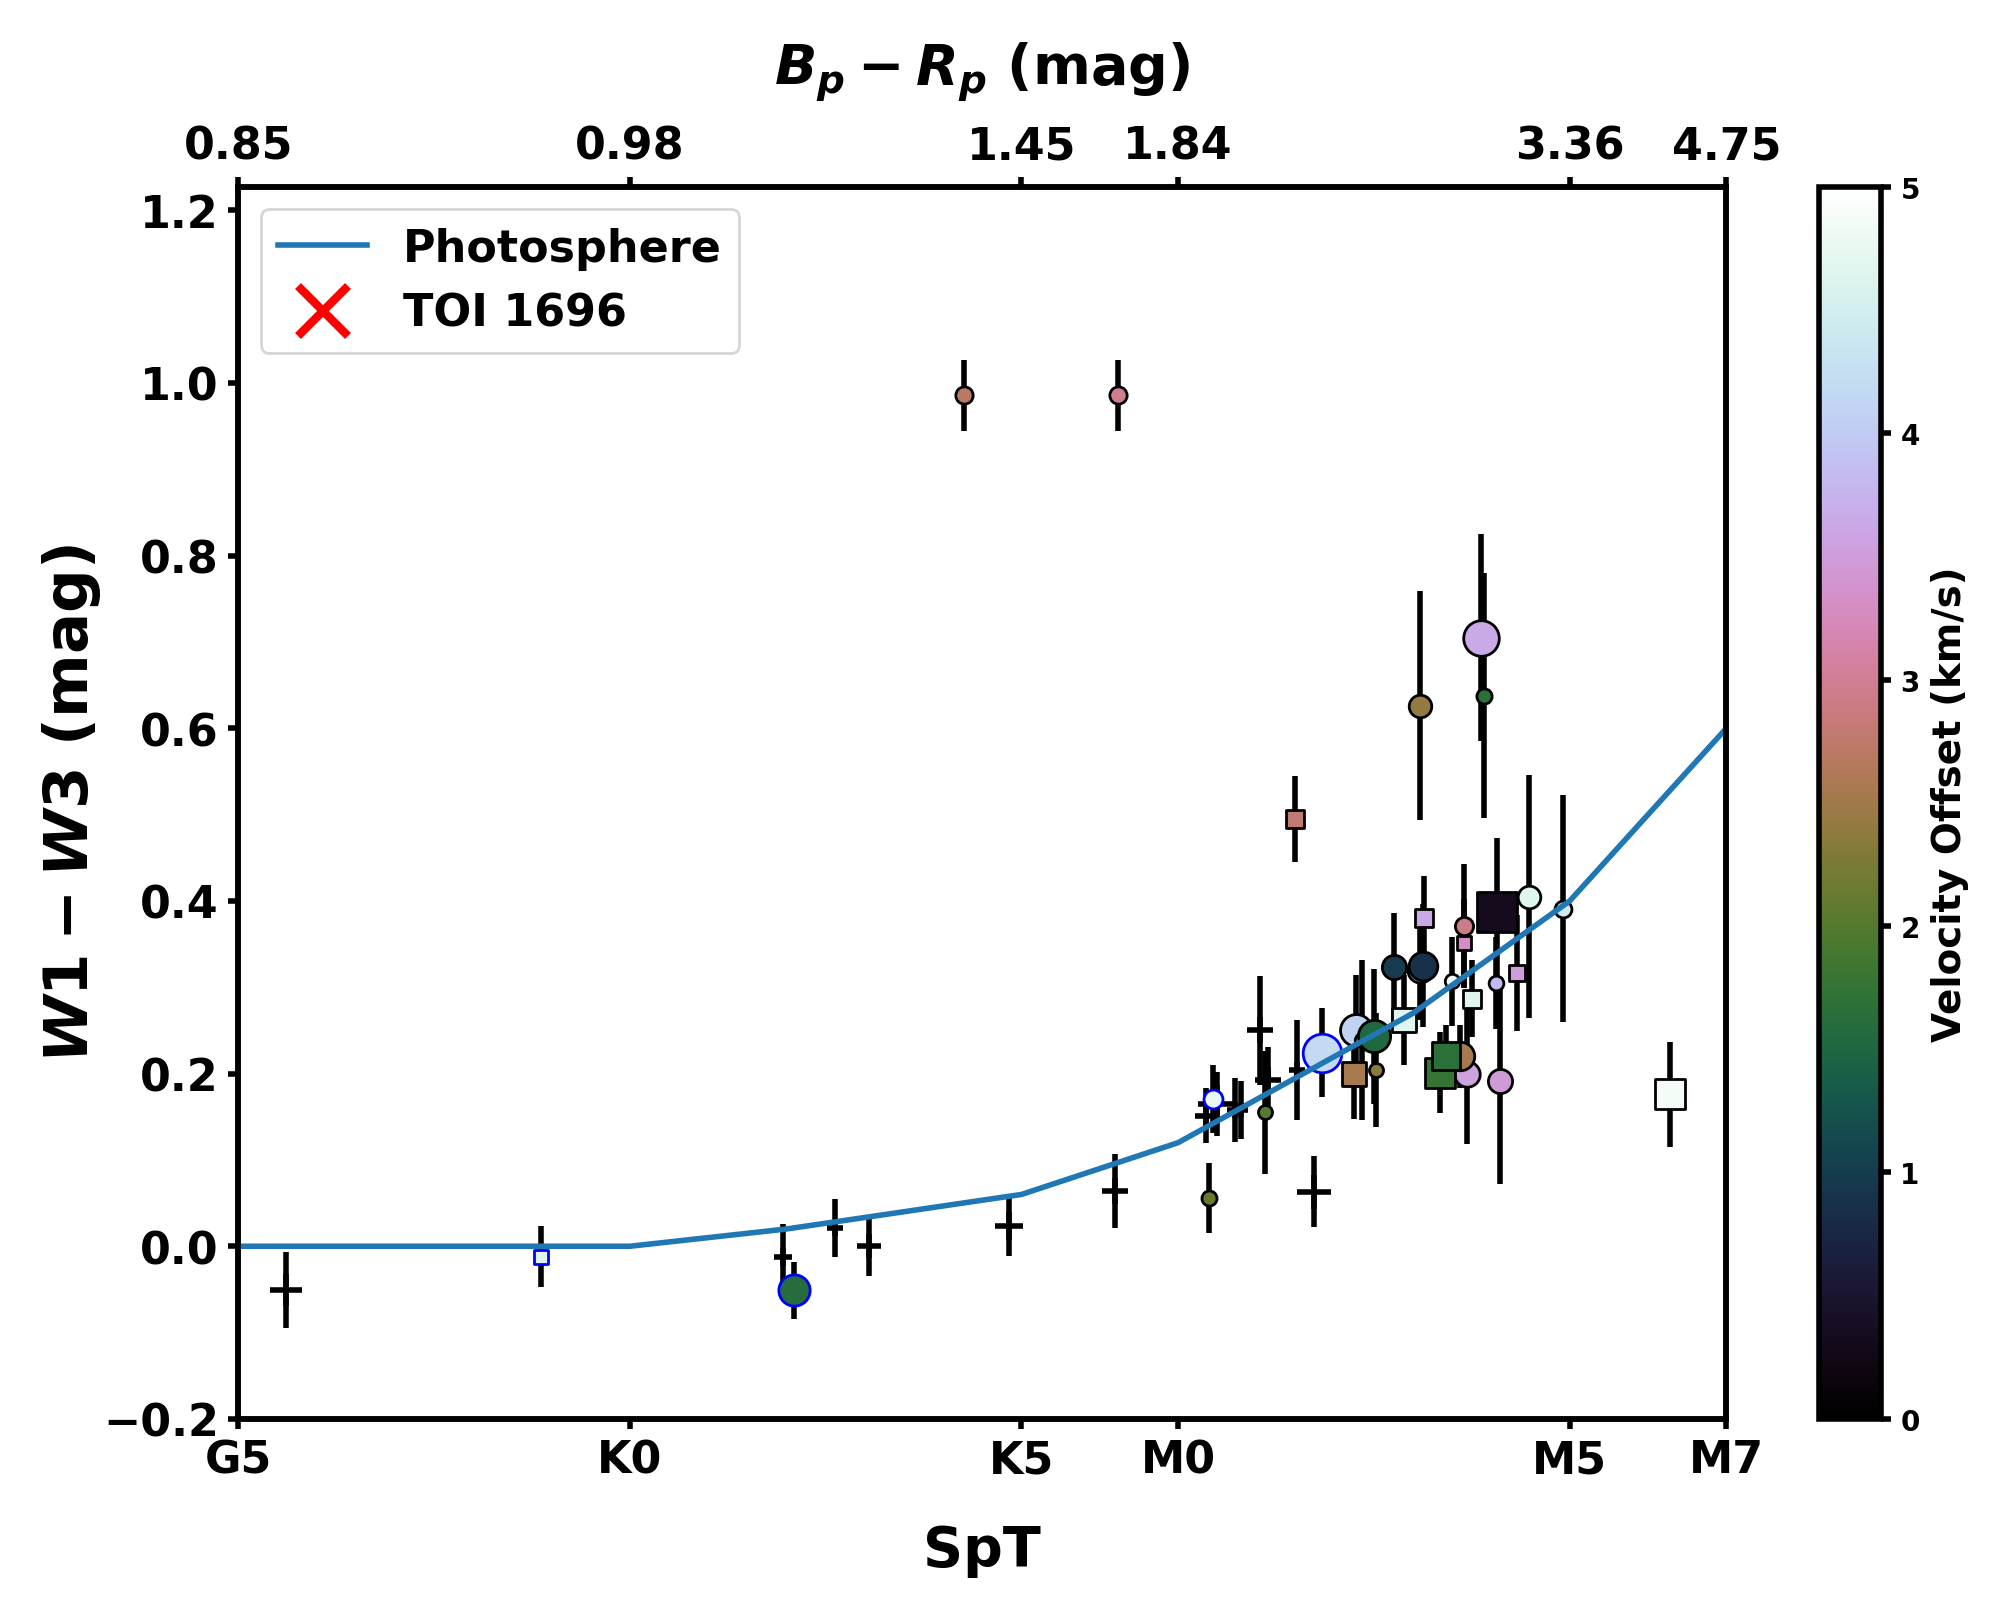 Bp − Rp (mag)
0.85 0.98 1.45 1.84 3.36 4.75
Photosphere
TOI 1696
W1 − W3 (mag)
1.2
1.0
0.8
0.6
0.4
0.2
0.0
−0.2
G5 K0 K5 M0 M5 M7
SpT
5
4
3
2
1
0
Velocity Offset (km/s)